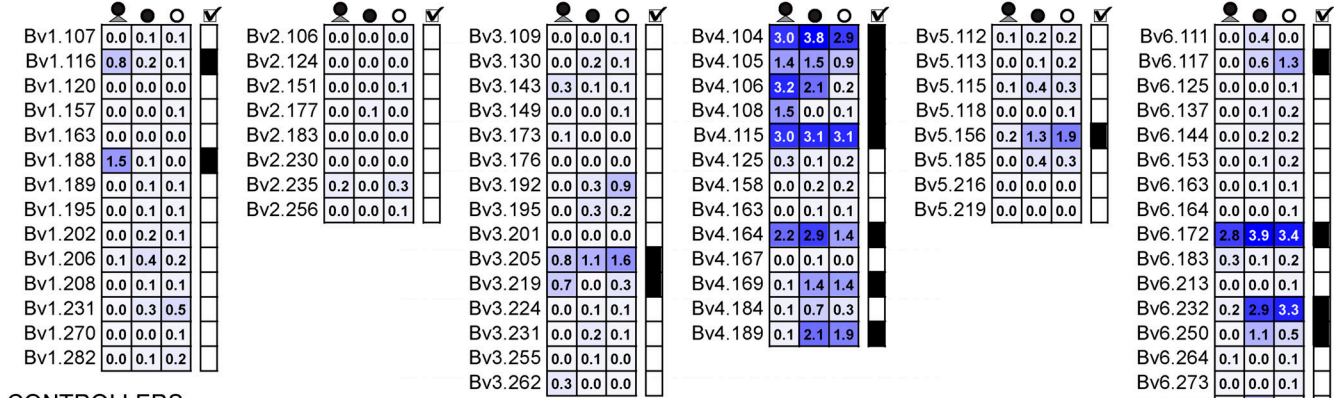 Bv1.107 0.0 0.1 0.1
Bv1.116 0.8 0.2 0.1
Bv1.120 0.0 0.0 0.0
Bv1.157 0.0 0.0 0.1
Bv1.163 0.0 0.0 0.0
Bv1.188 1.5 0.1 0.0
Bv1.189 0.0 0.1 0.1
Bv1.195 0.0 0.1 0.1
Bv1.202 0.0 0.2 0.1
Bv1.206 0.1 0.4 0.2
Bv1.208 0.0 0.1 0.1
Bv1.231 0.0 0.3 0.5
Bv1.270 0.0 0.0 0.1
Bv1.282 0.0 0.1 0.2
Bv2.106 0.0 0.0 0.0
Bv2.124 0.0 0.0 0.0
Bv2.151 0.0 0.0 0.1
Bv2.177 0.0 0.1 0.0
Bv2.183 0.0 0.0 0.0
Bv2.230 0.0 0.0 0.0
Bv2.235 0.2 0.0 0.3
Bv2.256 0.0 0.0 0.1
Bv3.109 0.0 0.0 0.1
Bv3.130 0.0 0.2 0.1
Bv3.143 0.3 0.1 0.1
Bv3.149 0.0 0.0 0.1
Bv3.173 0.1 0.0 0.0
Bv3.176 0.0 0.0 0.0
Bv3.192 0.0 0.3 0.9
Bv3.195 0.0 0.3 0.2
Bv3.201 0.0 0.0 0.0
Bv3.205 0.8 1.1 1.6
Bv3.219 0.7 0.0 0.3
Bv3.224 0.0 0.1 0.1
Bv3.231 0.0 0.2 0.1
Bv3.255 0.0 0.1 0.0
Bv3.262 0.3 0.0 0.0
Bv4.104 3.0 3.8 2.9
Bv4.105 1.4 1.5 0.9
Bv4.106 3.2 2.1 0.2
Bv4.108 1.5 0.0 0.1
Bv4.115 3.0 3.1 3.1
Bv4.125 0.3 0.1 0.2
Bv4.158 0.0 0.2 0.2
Bv4.163 0.0 0.1 0.1
Bv4.164 2.2 2.9 1.4
Bv4.167 0.0 0.1 0.0
Bv4.169 0.1 1.4 1.4
Bv4.184 0.1 0.7 0.3
Bv4.189 0.1 2.1 1.9
Bv5.112 0.1 0.2 0.2
Bv5.113 0.0 0.1 0.2
Bv5.115 0.1 0.4 0.3
Bv5.118 0.0 0.0 0.1
Bv5.156 0.2 1.3 1.9
Bv5.185 0.0 0.4 0.3
Bv5.216 0.0 0.0 0.0
Bv5.219 0.0 0.0 0.0
Bv6.111 0.0 0.4 0.0
Bv6.117 0.0 0.6 1.3
Bv6.125 0.0 0.0 0.1
Bv6.137 0.0 0.1 0.2
Bv6.144 0.0 0.2 0.2
Bv6.153 0.0 0.1 0.2
Bv6.163 0.0 0.1 0.1
Bv6.164 0.0 0.0 0.1
Bv6.172 2.8 3.9 3.4
Bv6.183 0.3 0.1 0.2
Bv6.213 0.0 0.0 0.1
Bv6.232 0.2 2.9 3.3
Bv6.250 0.0 1.1 0.5
Bv6.264 0.1 0.0 0.1
Bv6.273 0.0 0.0 0.1
CONTROLLERS